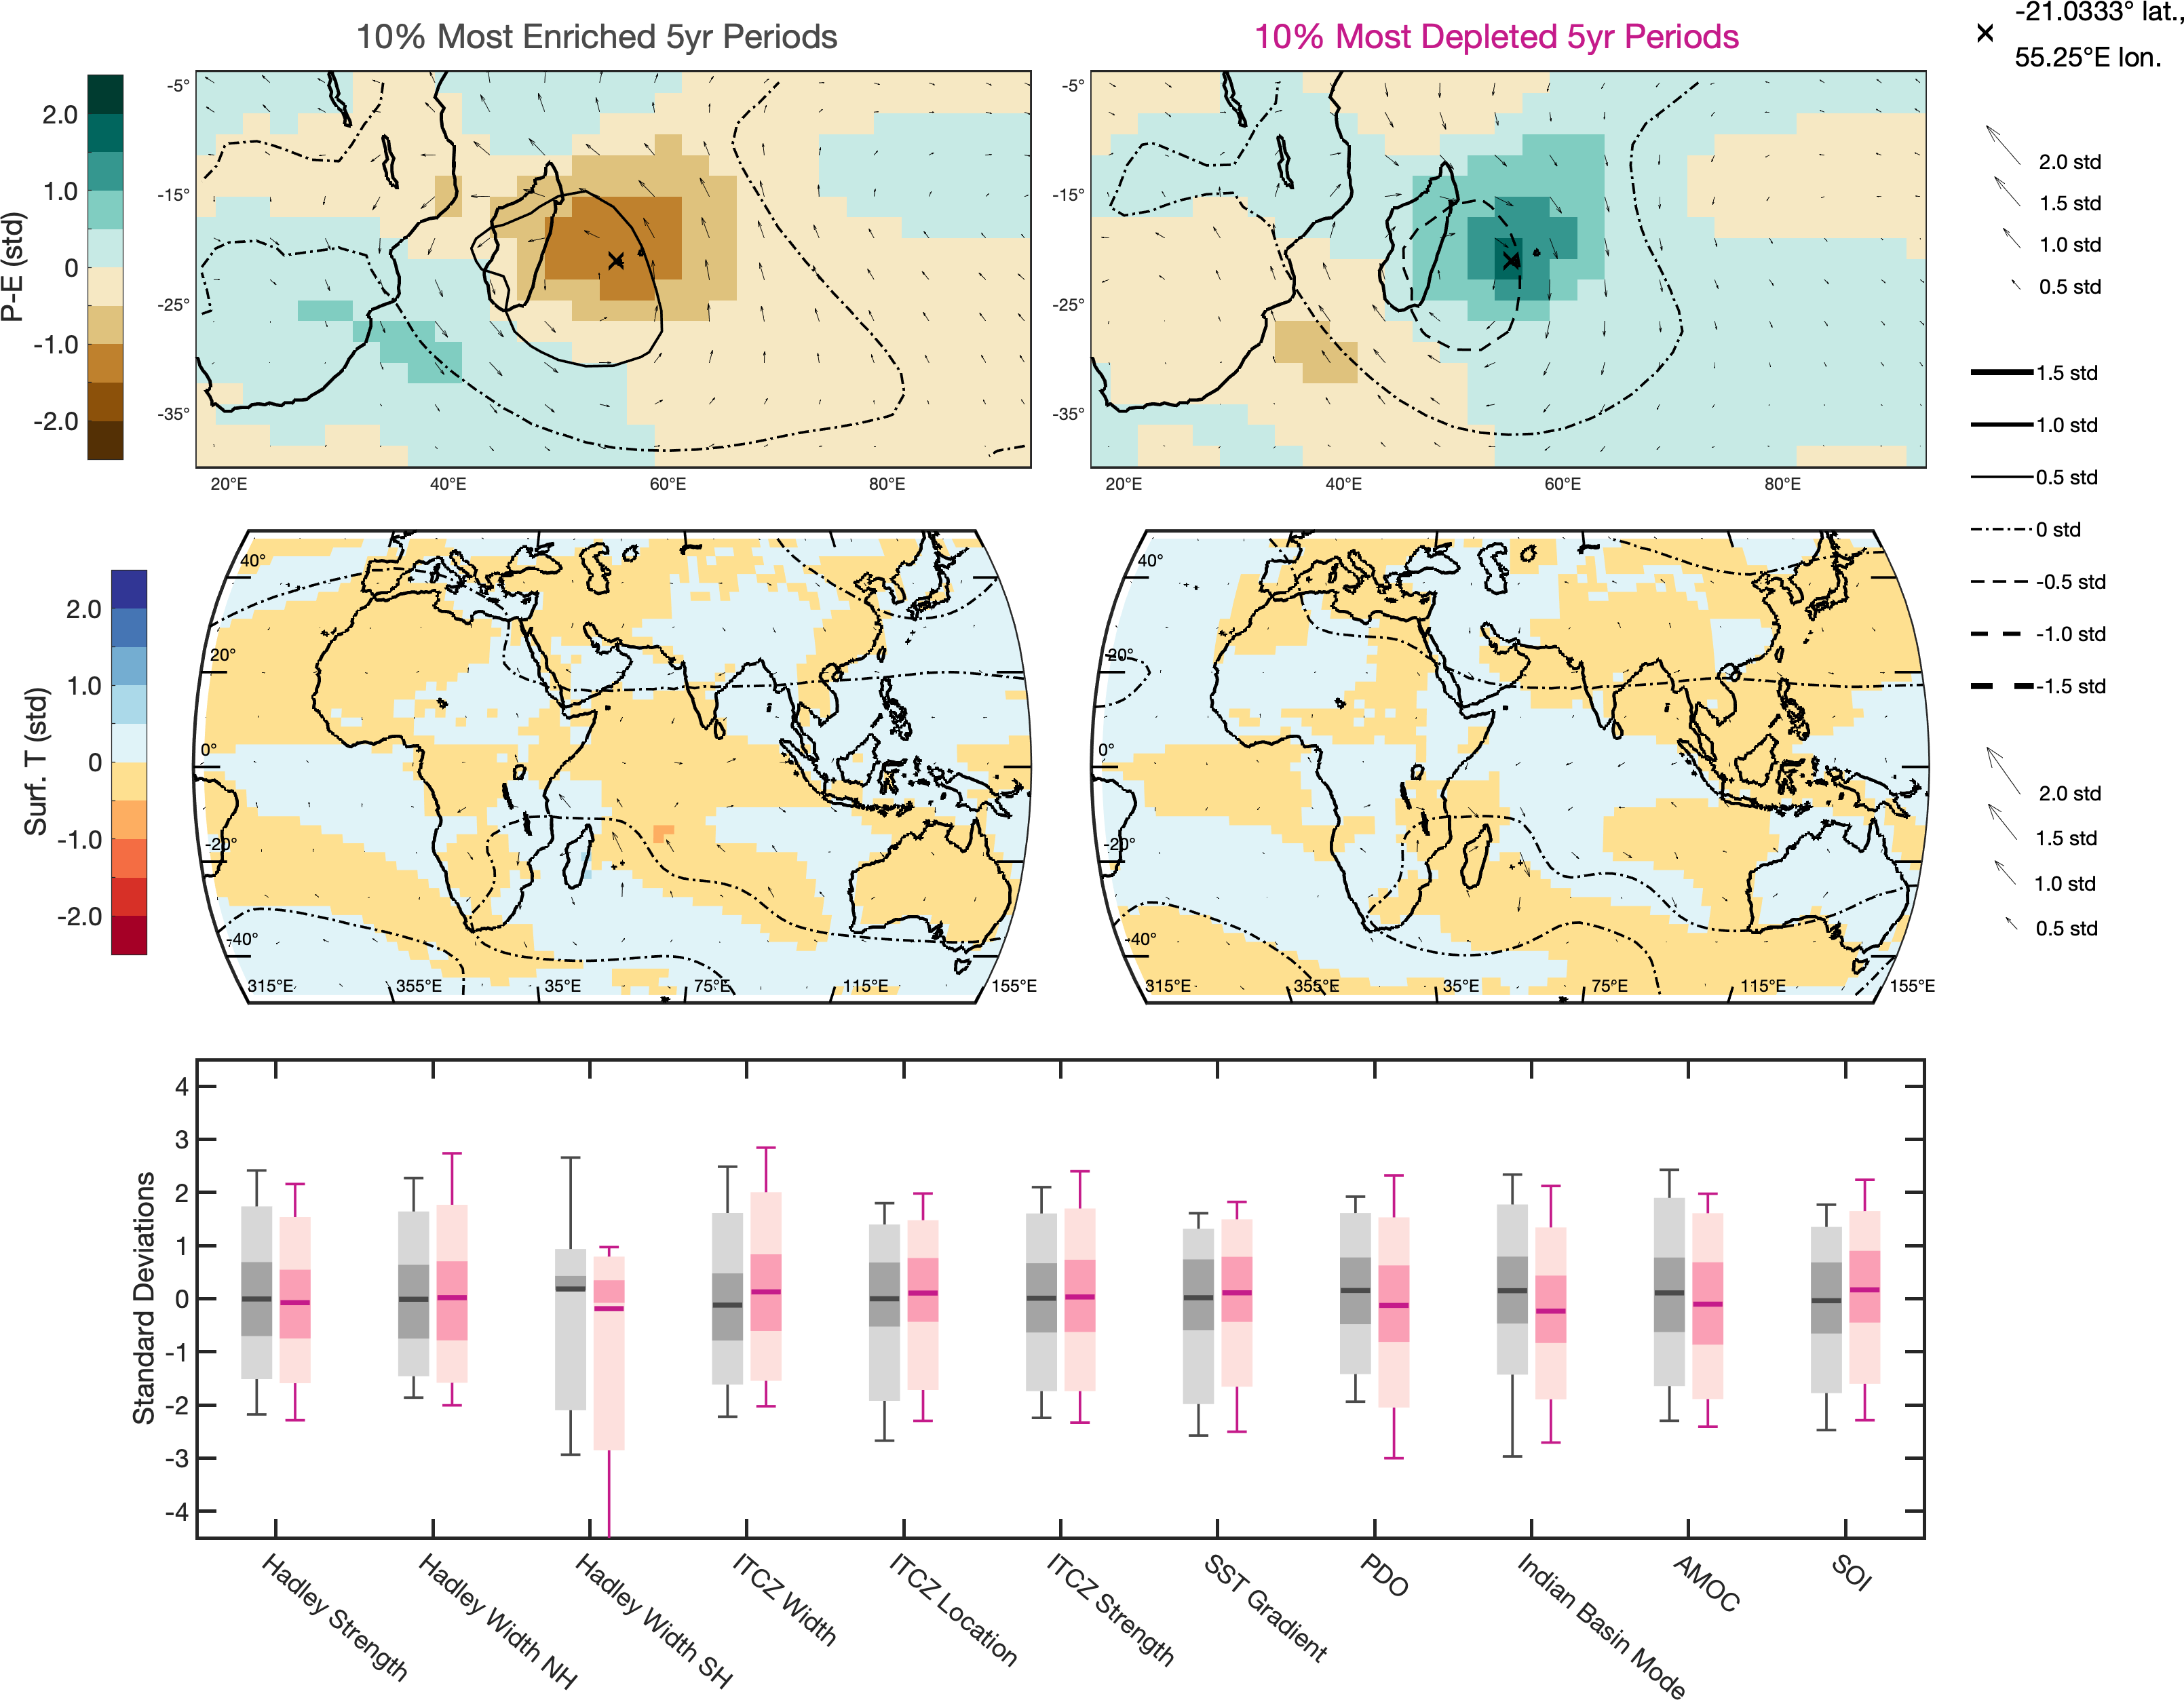 10% Most Enriched 5yr Periods
10% Most Depleted 5yr Periods
-21.0333° lat.,
55.25°E lon.
P-E (std)
2.0
1.0
0
-1.0
-2.0
-5°
-15°
-25°
-35°
20°E
40°E
60°E
80°E
-5°
-15°
-25°
-35°
20°E
40°E
60°E
80°E
2.0 std
1.5 std
1.0 std
0.5 std
1.5 std
1.0 std
0.5 std
0 std
-0.5 std
-1.0 std
-1.5 std
Surf. T (std)
2.0
1.0
0
-1.0
-2.0
40°
20°
0°
-20°
-40°
315°E
355°E
35°E
75°E
115°E
155°E
40°
20°
0°
-20°
-40°
315°E
355°E
35°E
75°E
115°E
155°E
2.0 std
1.5 std
1.0 std
0.5 std
Standard Deviations
4
3
2
1
0
-1
-2
-3
-4
Hadley Strength
Hadley Width NH
Hadley Width SH
ITCZ Width
ITCZ Location
ITCZ Strength
SST Gradient
PDO
Indian Basin Mode
AMOC
SOI